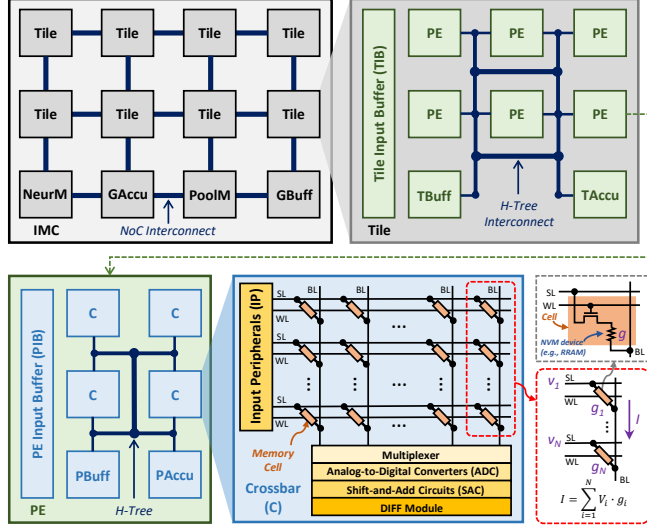 Tile Tile Tile Tile
Tile Tile Tile Tile
NeurM GAccu PoolM GBuff
IMC
NoC Interconnect
Tile Input Buffer (TIB)
PE PE PE
PE PE PE
TBuff TAccu
H-Tree
Interconnect
Tile
PE Input Buffer (PIB)
C C
C C
PBuff PAccu
PE
H-Tree
Input Peripherals (IP)
BL BL BL BL
SL
WL
...
SL
WL
...
⋮ ⋮ ⋮ ⋮
SL
WL
...
Memory
Cell
Crossbar
(C)
Multiplexer
Analog-to-Digital Converters (ADC)
Shift-and-Add Circuits (SAC)
DIFF Module
SL
WL
Cell
g
NVM device
(e.g., RRAM)
BL
SL
V1
WL
g1
I
⋮
VN
SL
WL
gN
BL
I = ∑_{i=1}^{N} V_i · g_i